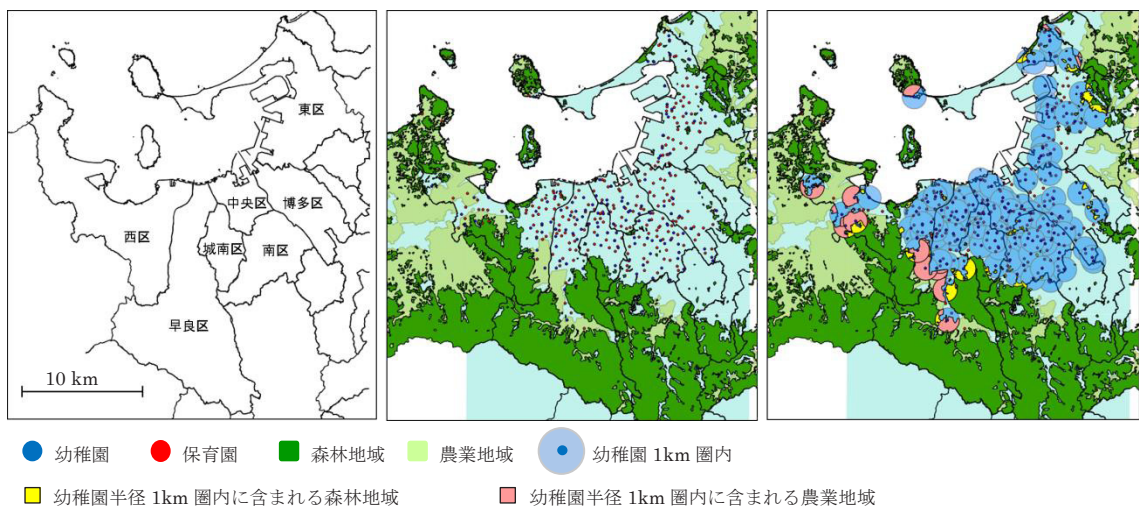 東区
中央区
博多区
西区
城南区
南区
早良区
10 km
幼稚園
保育園
森林地域
農業地域
幼稚園 1km 圏内
幼稚園半径 1km 圏内に含まれる森林地域
幼稚園半径 1km 圏内に含まれる農業地域